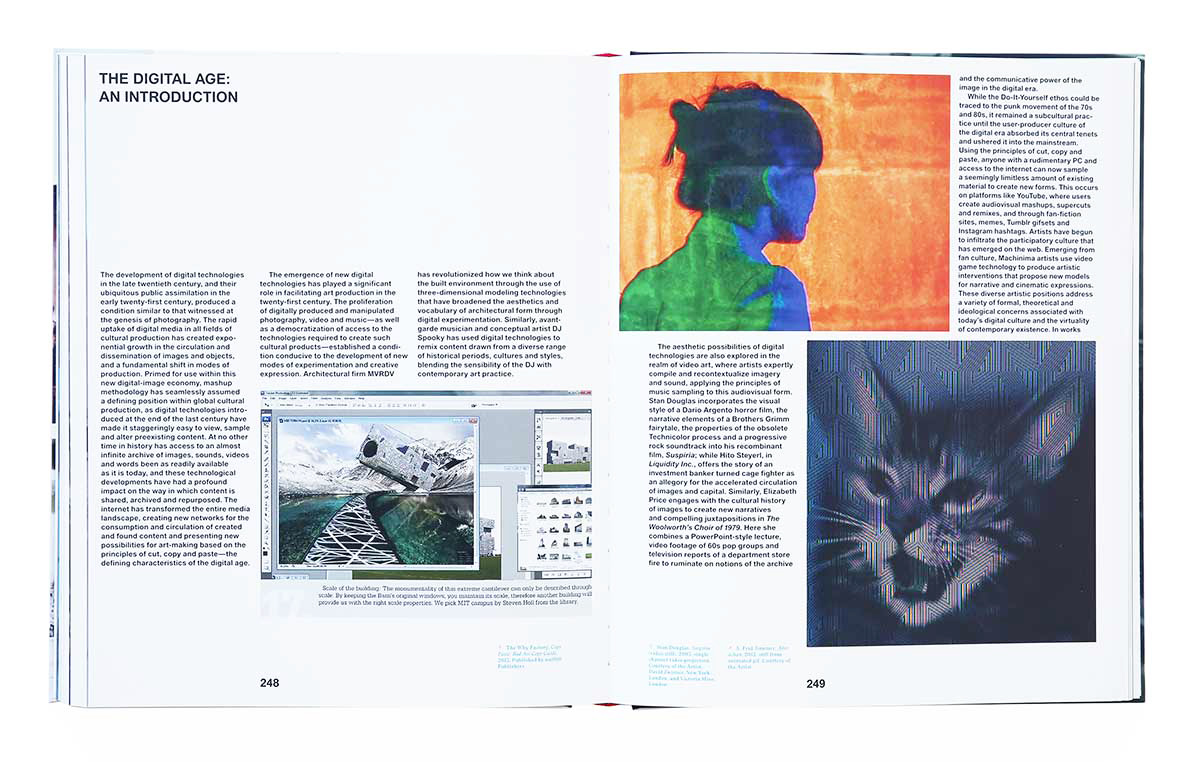 THE DIGITAL AGE:
AN INTRODUCTION
The development of digital technologies
in the late twentieth century, and their
ubiquitous public assimilation in the
early twenty-first century, produced a
condition similar to that witnessed at
the genesis of photography. The rapid
uptake of digital media in all fields of
cultural production has created expo-
nential growth in the circulation and
dissemination of images and objects,
and a fundamental shift in modes of
production. Primed for use within this
new digital-image economy, mashup
methodology has seamlessly assumed
a defining position within global cultural
production, as digital technologies intro-
duced at the end of the last century have
made it staggeringly easy to view, sample
and alter preexisting content. At no other
time in history has access to an almost
infinite archive of images, sounds, videos
and words been as readily available
as it is today, and these technological
developments have had a profound
impact on the way in which content is
shared, archived and repurposed. The
internet has transformed the entire media
landscape, creating new networks for the
consumption and circulation of created
and found content and presenting new
possibilities for art-making based on the
principles of cut, copy and paste—the
defining characteristics of the digital age.
The emergence of new digital
technologies has played a significant
role in facilitating art production in the
twenty-first century. The proliferation
of digitally produced and manipulated
photography, video and music—as well
as a democratization of access to the
technologies required to create such
cultural products—established a condi-
tion conducive to the development of new
modes of experimentation and creative
expression. Architectural firm MVRDV
has revolutionized how we think about
the built environment through the use of
three-dimensional modeling technologies
that have broadened the aesthetics and
vocabulary of architectural form through
digital experimentation. Similarly, avant-
garde musician and conceptual artist DJ
Spooky has used digital technologies to
remix content drawn from a diverse range
of historical periods, cultures and styles,
blending the sensibility of the DJ with
contemporary art practice.
Scale of the building: The monumentality of this extreme cantilever can only be described through
scale. By keeping the Bam's original windows, you maintain its scale, therefore another building will
provide us with the right scale properties. We pick MIT campus by Steven Holl from the library.
The Why Factory, Copy
Paste: Bad Ass Copy Guide,
Published by nai010
Publishers
248
The aesthetic possibilities of digital
technologies are also explored in the
realm of video art, where artists expertly
compile and recontextualize imagery
and sound, applying the principles of
music sampling to this audiovisual form.
Stan Douglas incorporates the visual
style of a Dario Argento horror film, the
narrative elements of a Brothers Grimm
fairytale, the properties of the obsolete
Technicolor process and a progressive
rock soundtrack into his recombinant
film, Suspiria; while Hito Steyerl, in
Liquidity Inc., offers the story of an
investment banker turned cage fighter as
an allegory for the accelerated circulation
of images and capital. Similarly, Elizabeth
Price engages with the cultural history
of images to create new narratives
and compelling juxtapositions in The
Woolworth's Choir of 1979. Here she
combines a PowerPoint-style lecture,
video footage of 60s pop groups and
television reports of a department store
fire to ruminate on notions of the archive
and the communicative power of the
image in the digital era.
While the Do-It-Yourself ethos could be
traced to the punk movement of the 70s
and 80s, it remained a subcultural prac-
tice until the user-producer culture of
the digital era absorbed its central tenets
and ushered it into the mainstream.
Using the principles of cut, copy and
paste, anyone with a rudimentary PC and
access to the internet can now sample
a seemingly limitless amount of existing
material to create new forms. This occurs
on platforms like YouTube, where users
create audiovisual mashups, supercuts
and remixes, and through fan-fiction
sites, memes, Tumblr gifsets and
Instagram hashtags. Artists have begun
to infiltrate the participatory culture that
has emerged on the web. Emerging from
fan culture, Machinima artists use video
game technology to produce artistic
interventions that propose new models
for narrative and cinematic expressions.
These diverse artistic positions address
a variety of formal, theoretical and
ideological concerns associated with
today's digital culture and the virtuality
of contemporary existence. In works
Stan Douglas, Suspiria
single-
channel video projection.
Courtesy of the Artist,
David Zwirner, New York
London, and Victoria Miro,
London
still from
animated gif. Courtesy of
the Artist
249